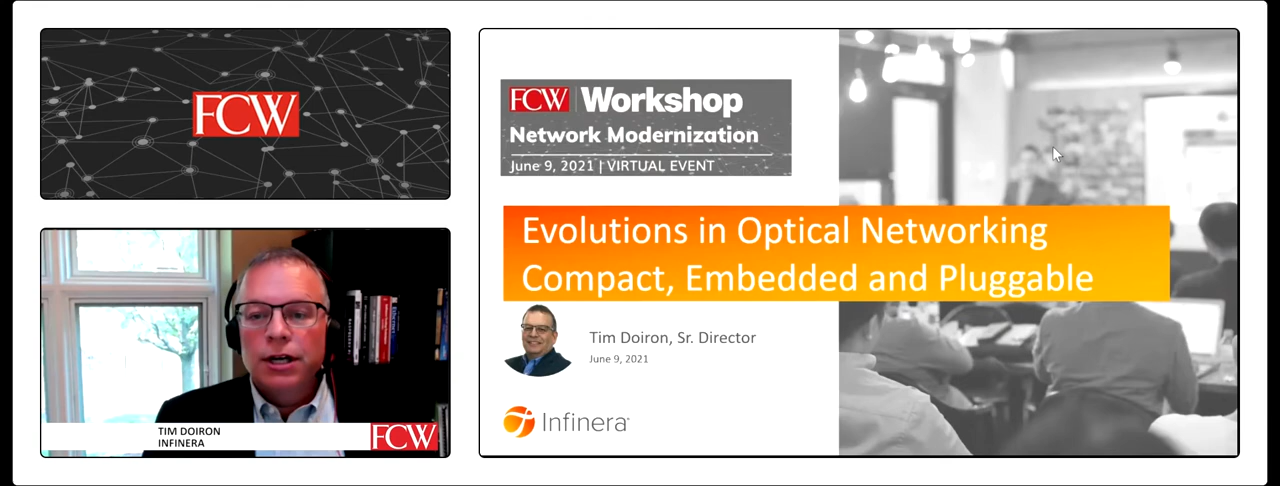 FCW
FCW Workshop
Network Modernization
June 9, 2021 | VIRTUAL EVENT
Evolutions in Optical Networking
Compact, Embedded and Pluggable
Tim Doiron, Sr. Director
June 9, 2021
Infinera
TIM DOIRON
INFINERA
FCW